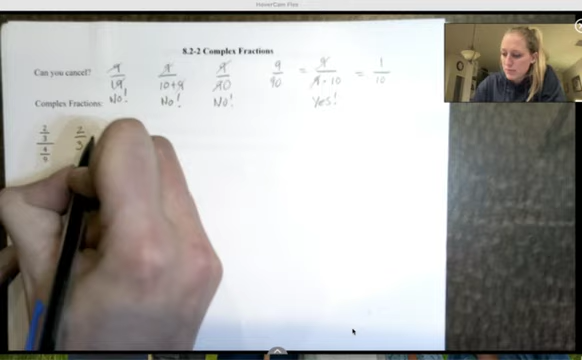 HoverCam Flex
8.2-2 Complex Fractions
Can you cancel? 9/19 9/10+9 9/90 9/90 = 9/9·10 = 1/10
No! No! No! Yes!
Complex Fractions:
2/3 2/3
4/9